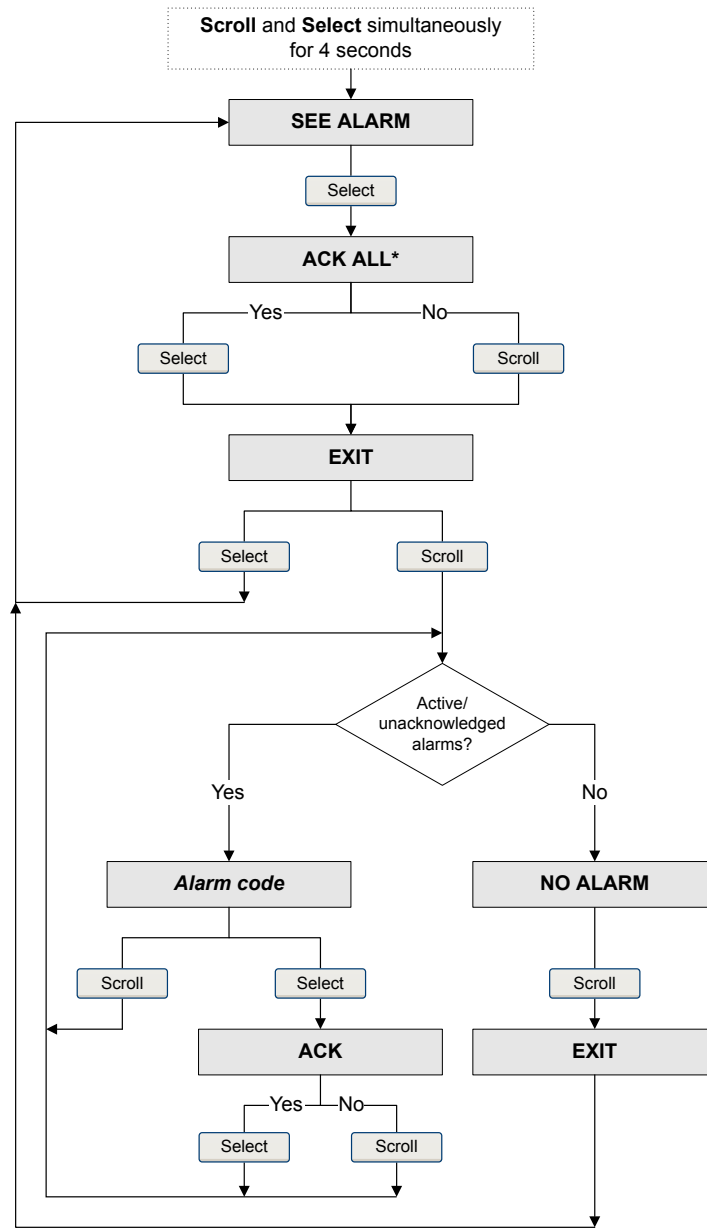 Scroll and Select simultaneously
for 4 seconds
SEE ALARM
Select
ACK ALL*
Yes No
Select Scroll
EXIT
Select Scroll
Active/
unacknowledged
alarms?
Yes No
Alarm code NO ALARM
Scroll Select Scroll
ACK EXIT
Yes No
Select Scroll